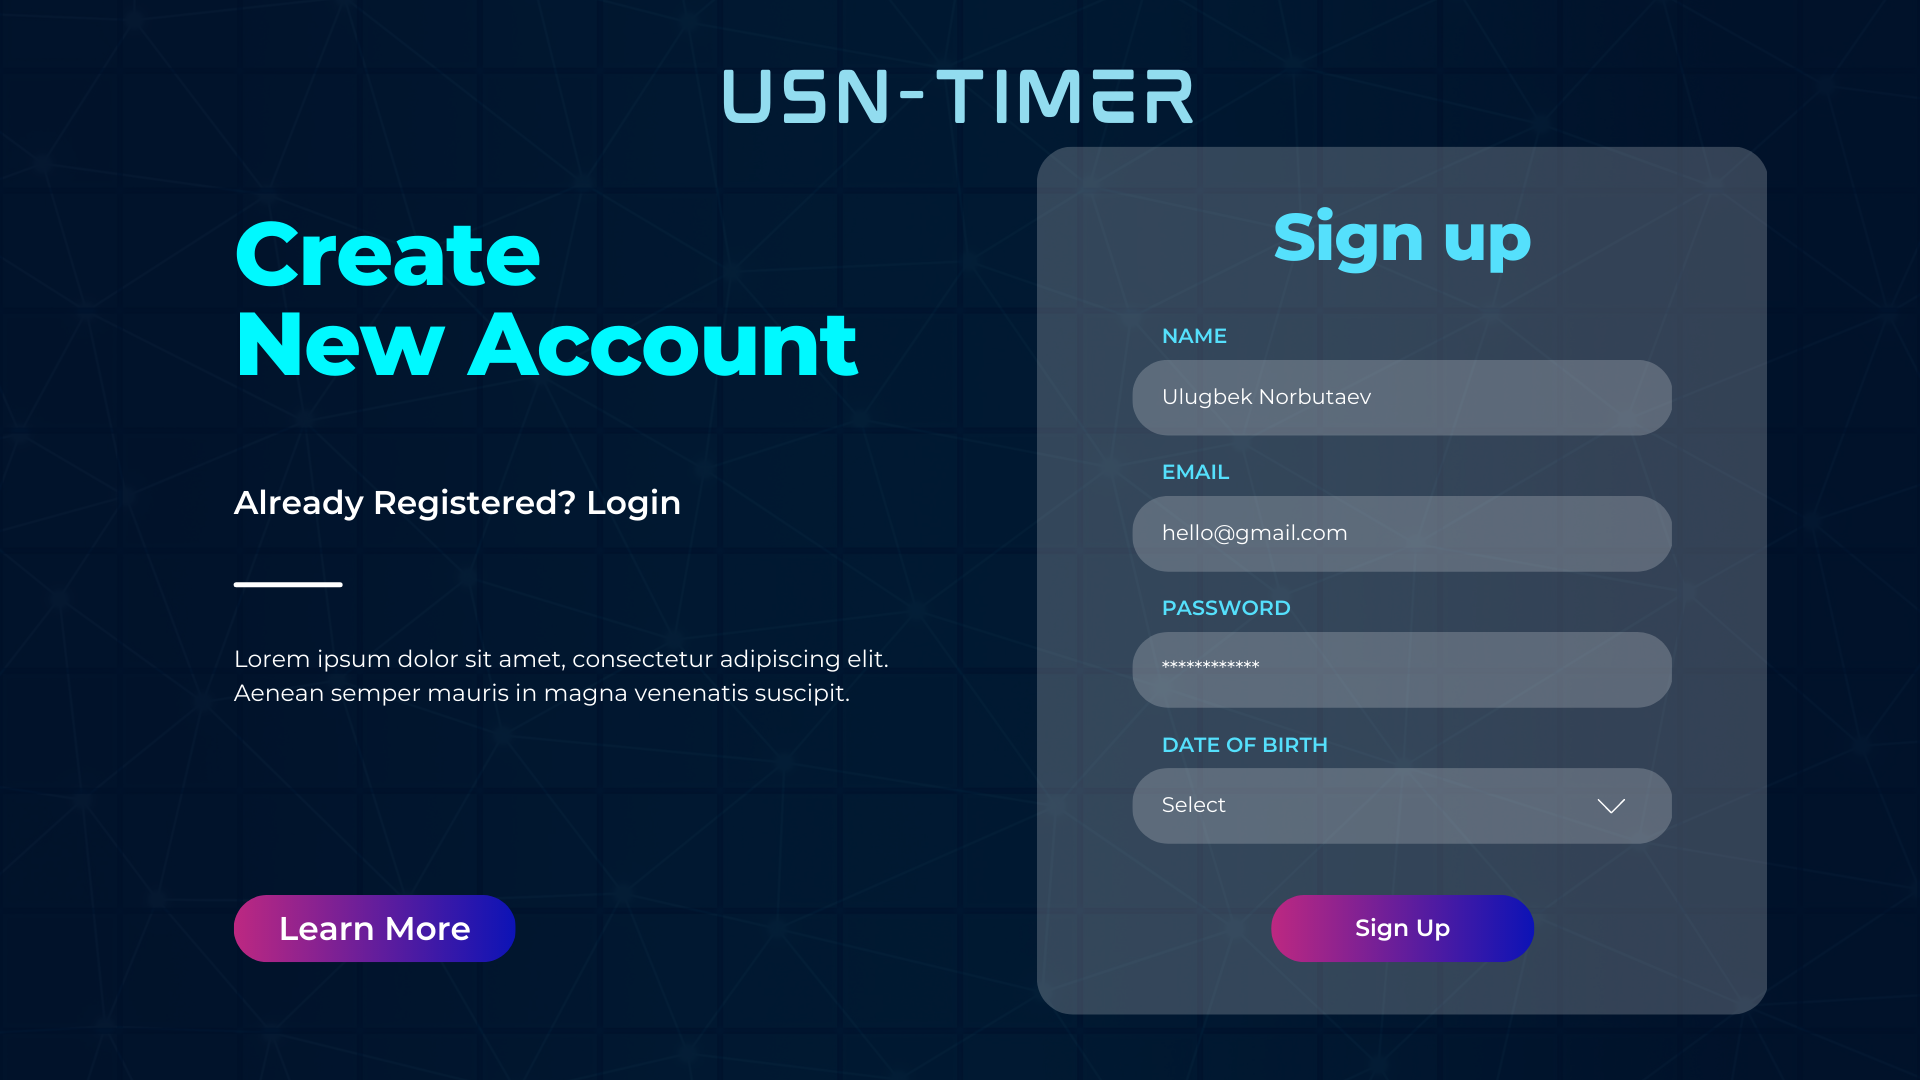 USN-TIMER
Create
New Account
Already Registered? Login
Lorem ipsum dolor sit amet, consectetur adipiscing elit.
Aenean semper mauris in magna venenatis suscipit.
Learn More
Sign up
NAME
Ulugbek Norbutaev
EMAIL
hello@gmail.com
PASSWORD
************
DATE OF BIRTH
Select
Sign Up